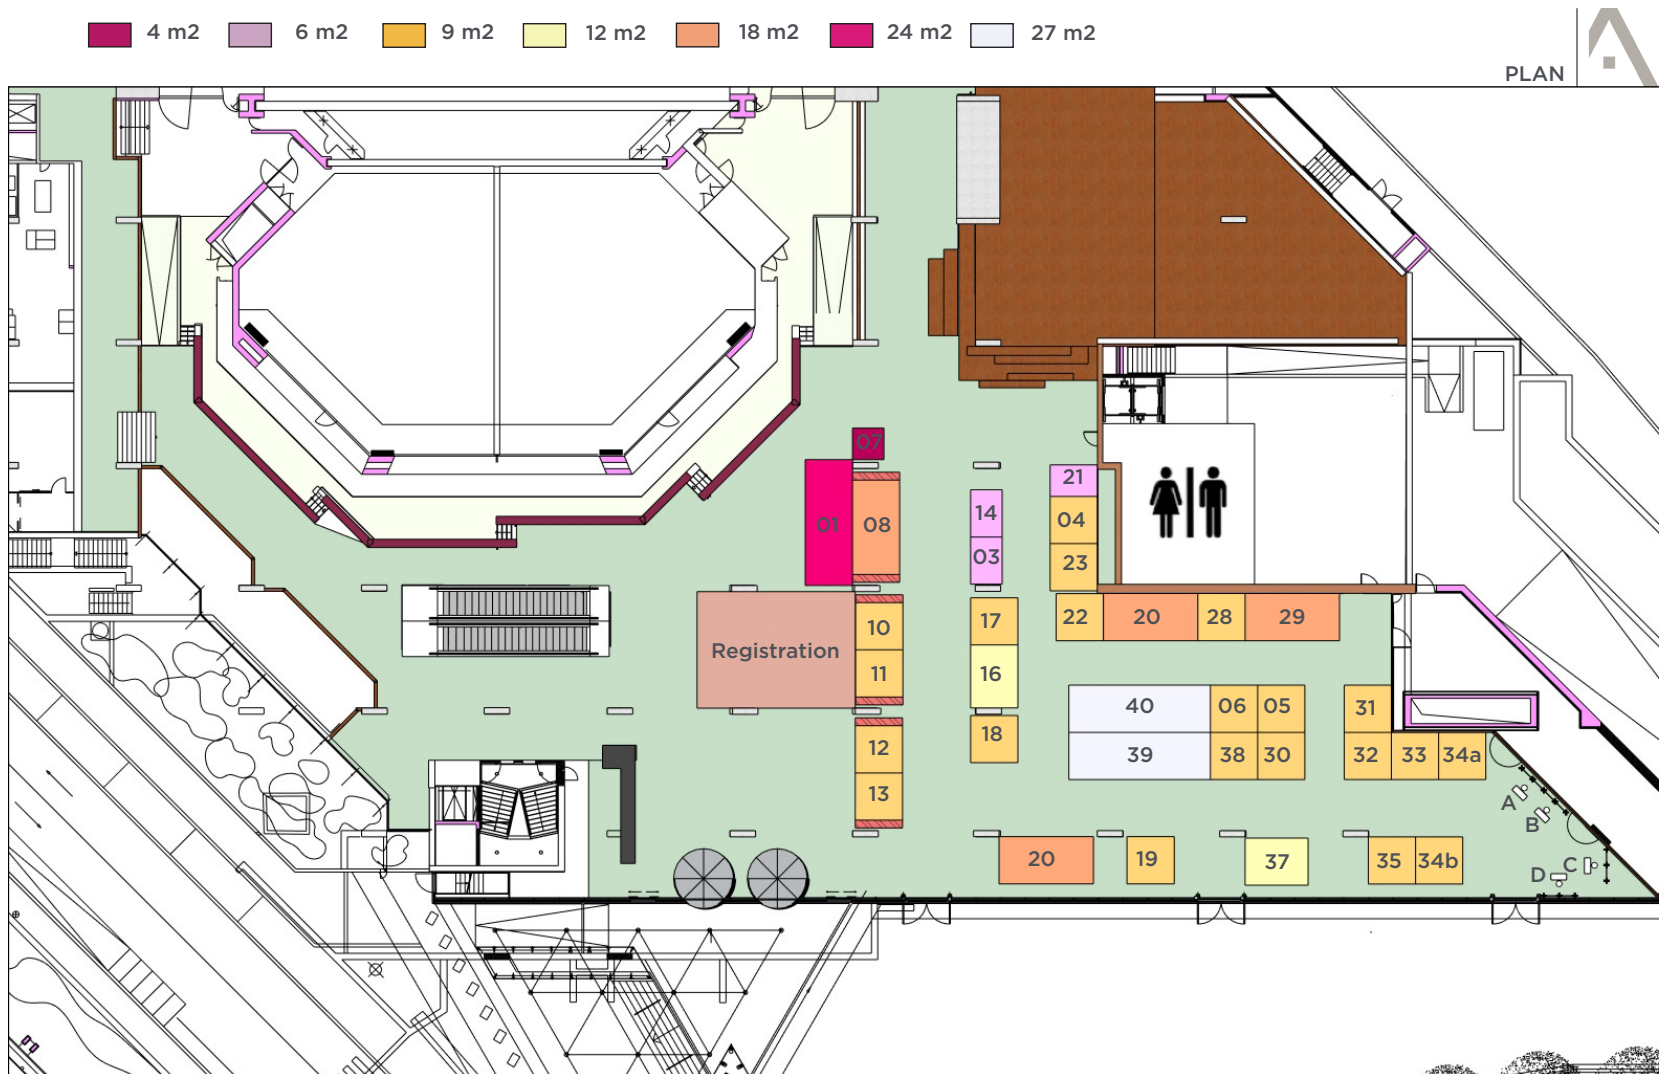 4 m2 6 m2 9 m2 12 m2 18 m2 24 m2 27 m2
PLAN
07
21
14
01 08 04
03 23
17 22 20 28 29
10
Registration 11 16
40 06 05 31
18
12 39 38 30 32 33 34a
13
A
B
20 19 37 35 34b
C
D